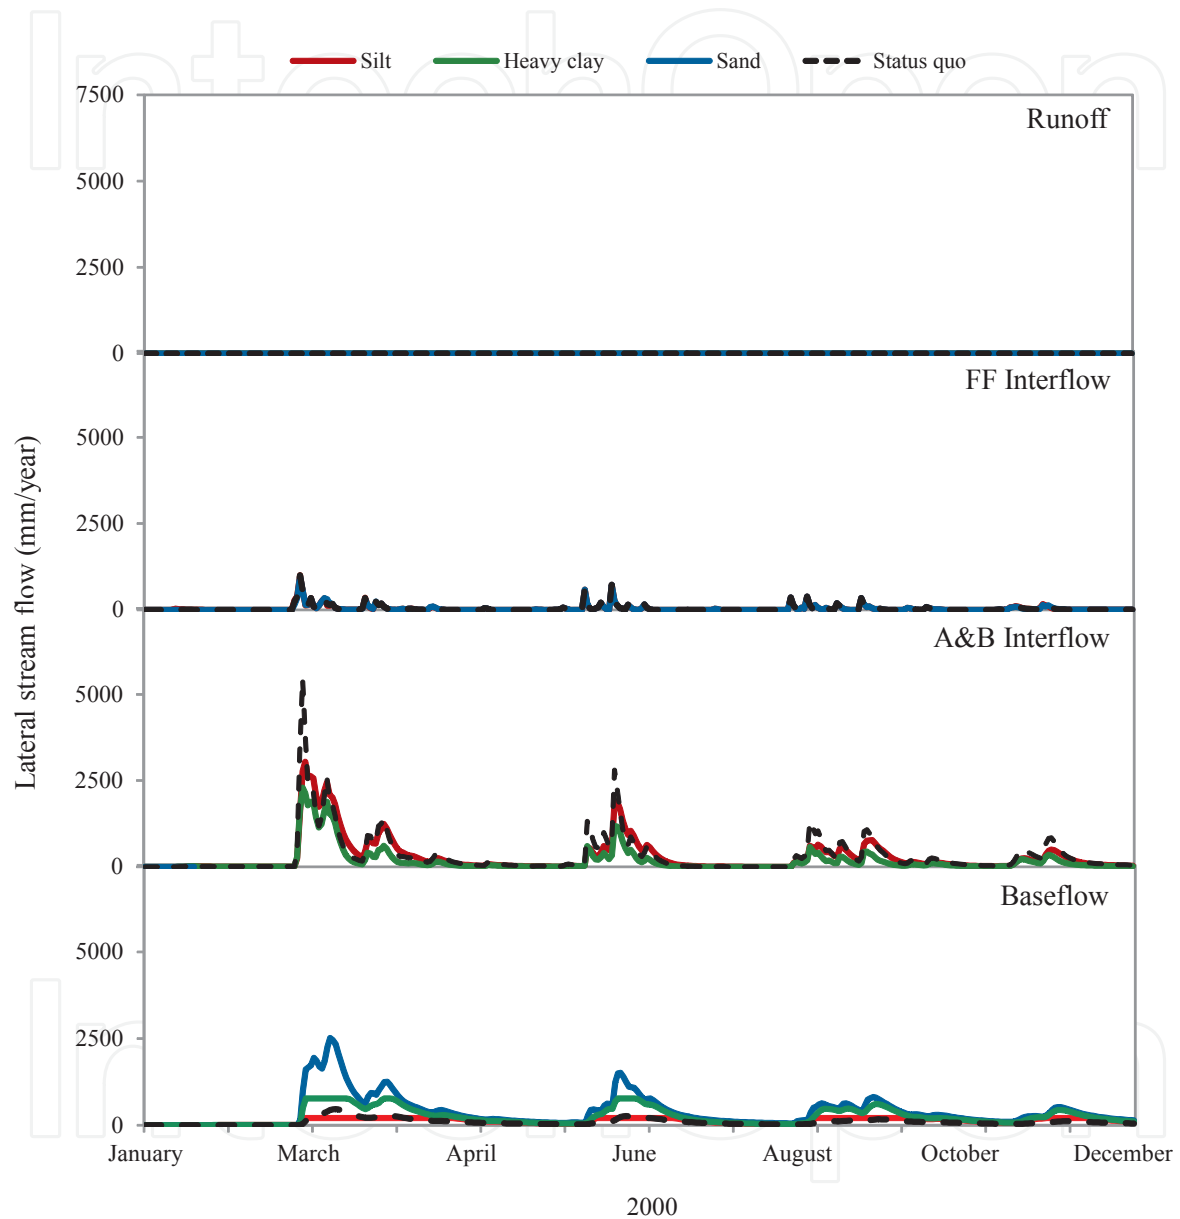 IntechOpen
Silt Heavy clay Sand Status quo
7500
Runoff
5000
2500
0
FF Interflow
5000
2500
0
A&B Interflow
5000
2500
0
Baseflow
5000
2500
0
Lateral stream flow (mm/year)
January March April June August October December
2000